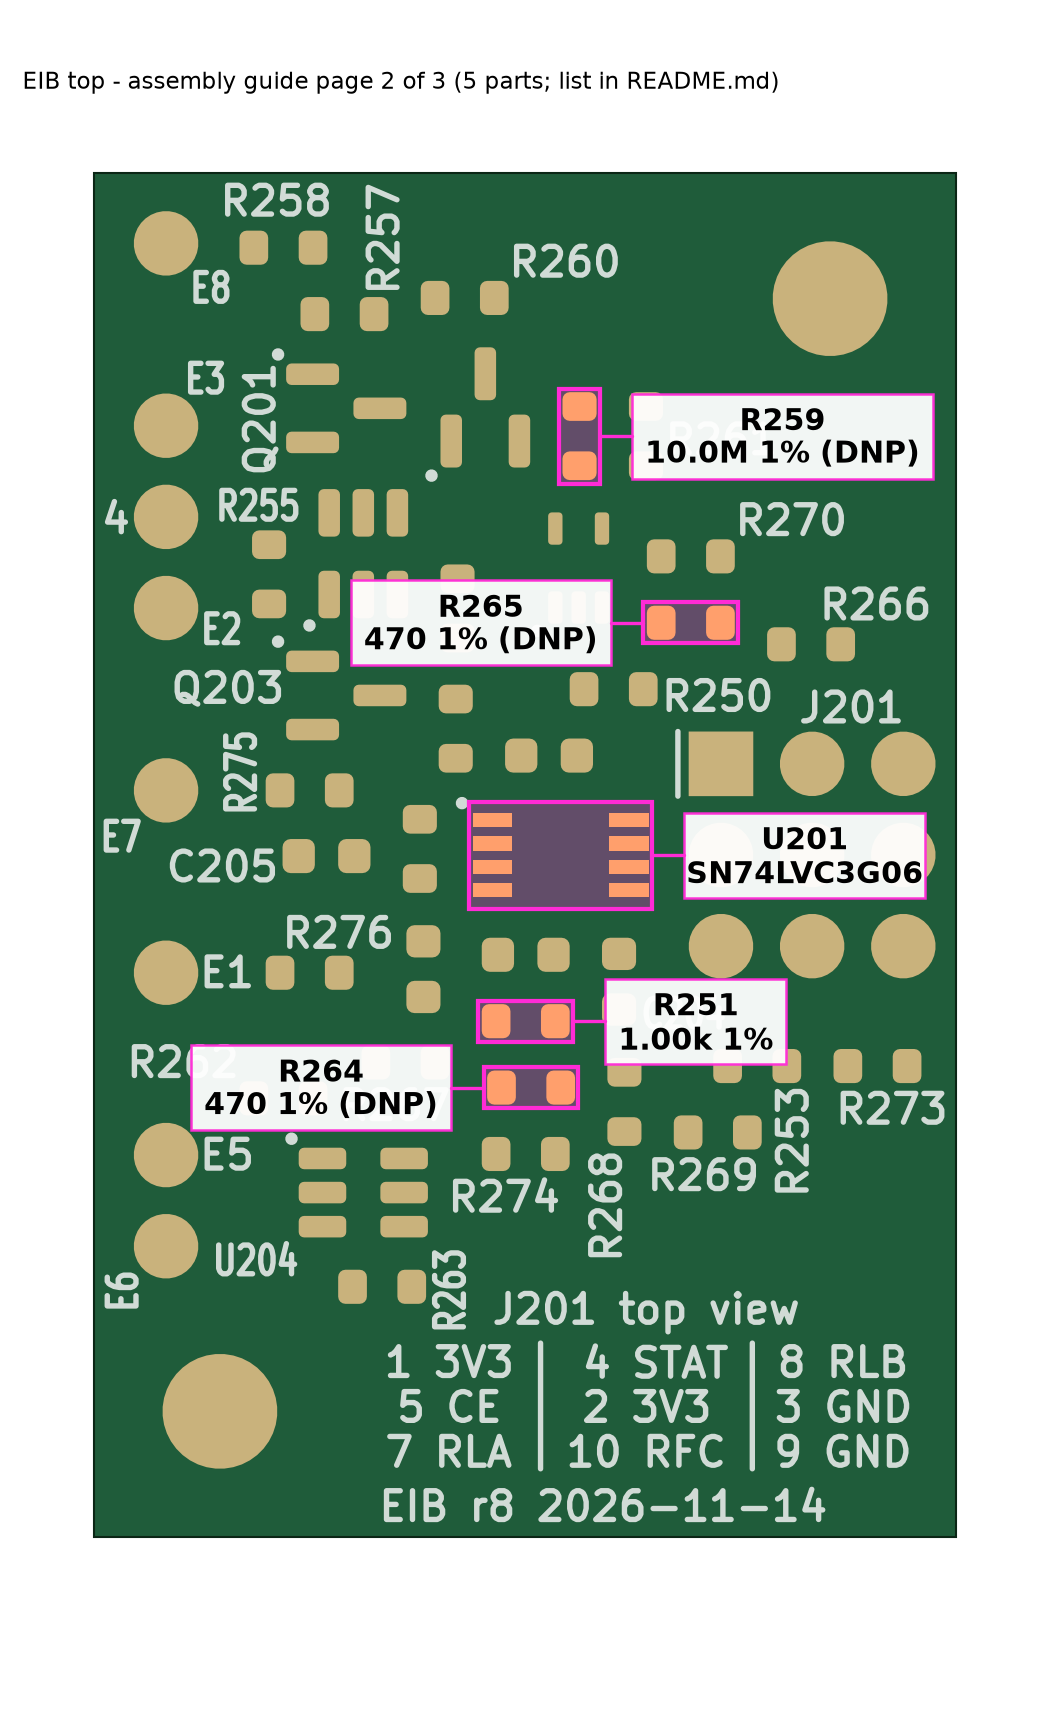 EIB top - assembly guide page 2 of 3 (5 parts; list in README.md)
R258
R257
R260
E8
E3
Q201
R259
10.0M 1% (DNP)
R255
4
R270
R265
470 1% (DNP)
R266
E2
Q203
R250
J201
R275
E7
U201
SN74LVC3G06
C205
R276
E1
R251
1.00k 1%
R262
R264
470 1% (DNP)
R253
R273
E5
R268
R269
R274
U204
R263
E6
J201 top view
1 3V3
4 STAT
8 RLB
5 CE
2 3V3
3 GND
7 RLA
10 RFC
9 GND
EIB r8 2026-11-14